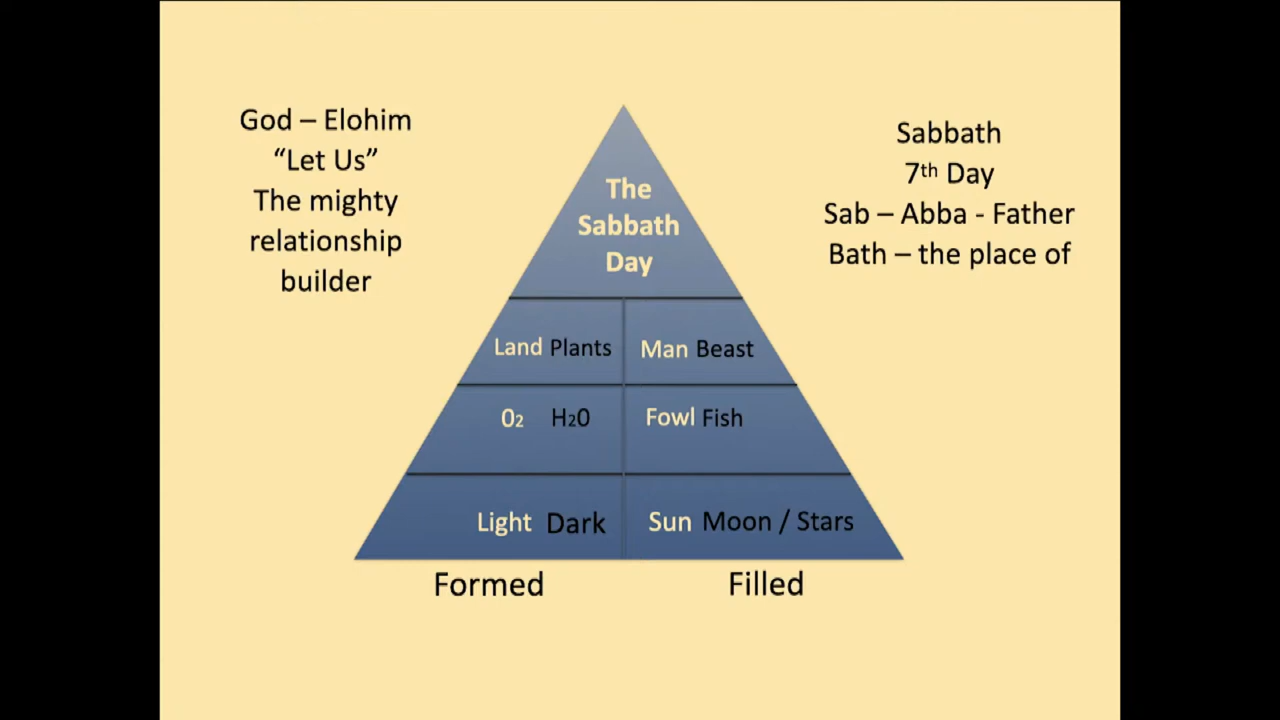 God – Elohim
“Let Us”
The mighty
relationship
builder
Sabbath
7th Day
Sab – Abba - Father
Bath – the place of
The
Sabbath
Day
Land Plants
Man Beast
02 H20
Fowl Fish
Light Dark
Sun Moon / Stars
Formed
Filled